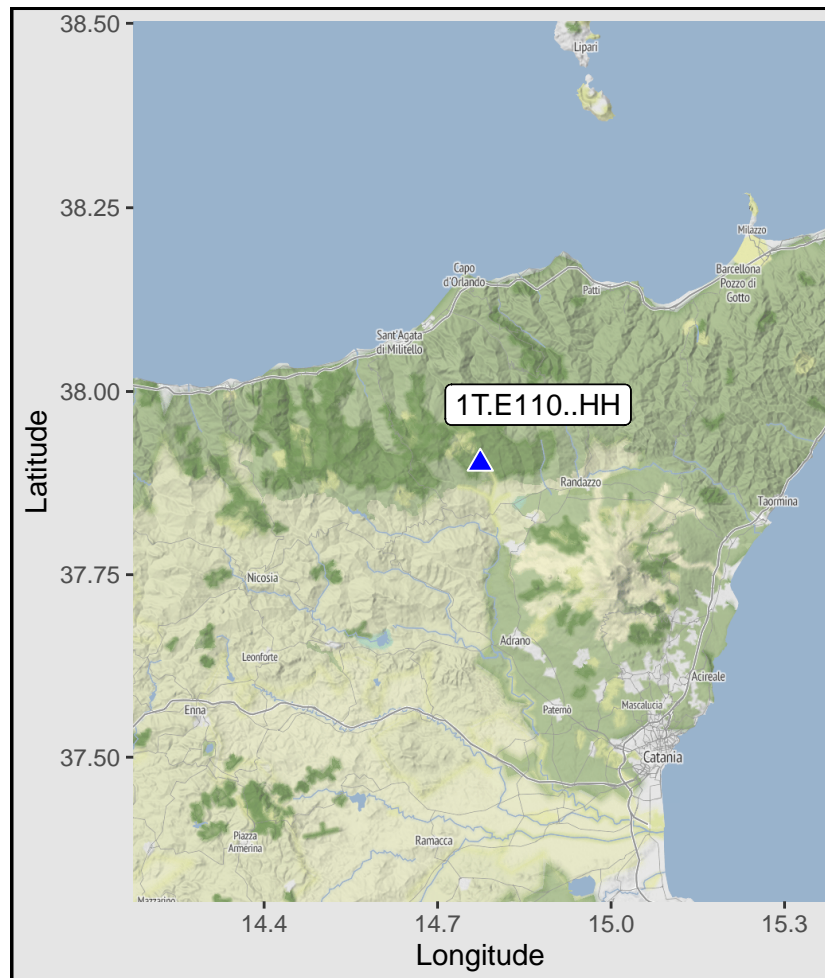 38.50
Lipari
38.25
Milazzo
Capo
d'Orlando
Barcellona
Pozzo di
Gotto
Patti
Sant'Agata
di Militello
38.00
1T.E110..HH
Latitude
Randazzo
Taormina
37.75
Nicosia
Adrano
Leonforte
Acireale
Enna
Paternò
Mascalucia
37.50
Catania
Piazza
Armerina
Ramacca
Mazzarino
14.4
14.7
15.0
15.3
Longitude